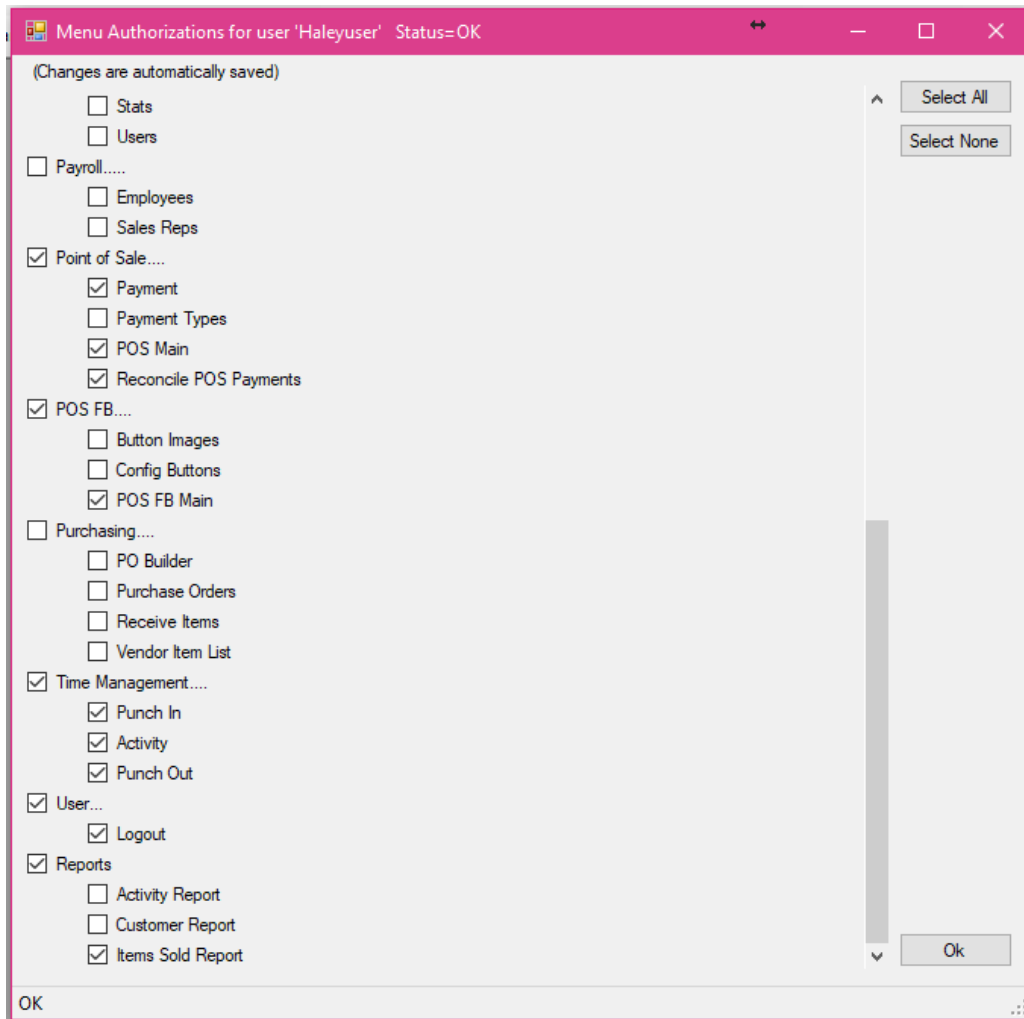 Menu Authorizations for user 'Haleyuser' Status=OK
(Changes are automatically saved)
Select All
Stats
Users
Select None
Payroll.....
Employees
Sales Reps
Point of Sale....
Payment
Payment Types
POS Main
Reconcile POS Payments
POS FB....
Button Images
Config Buttons
POS FB Main
Purchasing....
PO Builder
Purchase Orders
Receive Items
Vendor Item List
Time Management....
Punch In
Activity
Punch Out
User...
Logout
Reports
Activity Report
Customer Report
Items Sold Report
Ok
OK